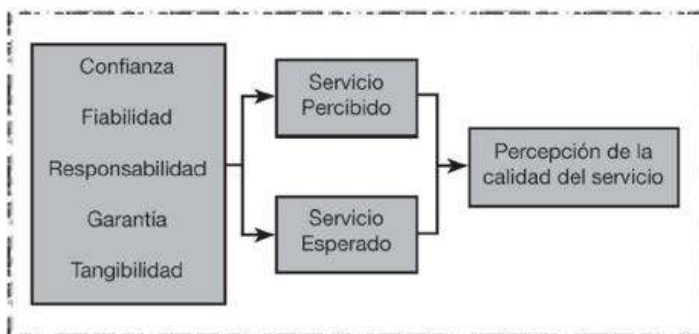 Confianza
Fiabilidad
Responsabilidad
Garantía
Tangibilidad
Servicio
Percibido
Servicio
Esperado
Percepción de la
calidad del servicio